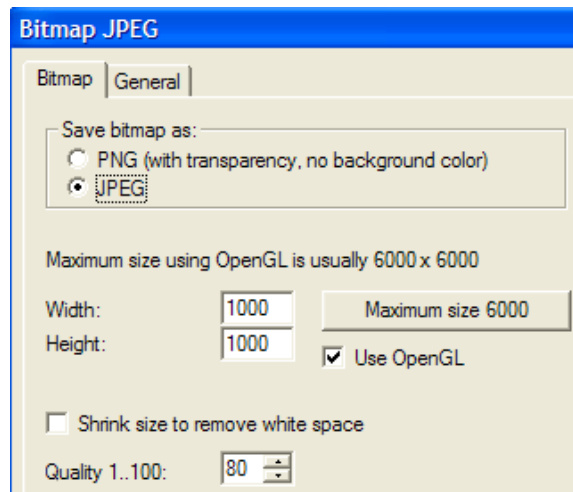 Bitmap JPEG
Bitmap General
Save bitmap as:
PNG (with transparency, no background color)
JPEG
Maximum size using OpenGL is usually 6000 x 6000
Width: 1000 Maximum size 6000
Height: 1000
Use OpenGL
Shrink size to remove white space
Quality 1..100: 80